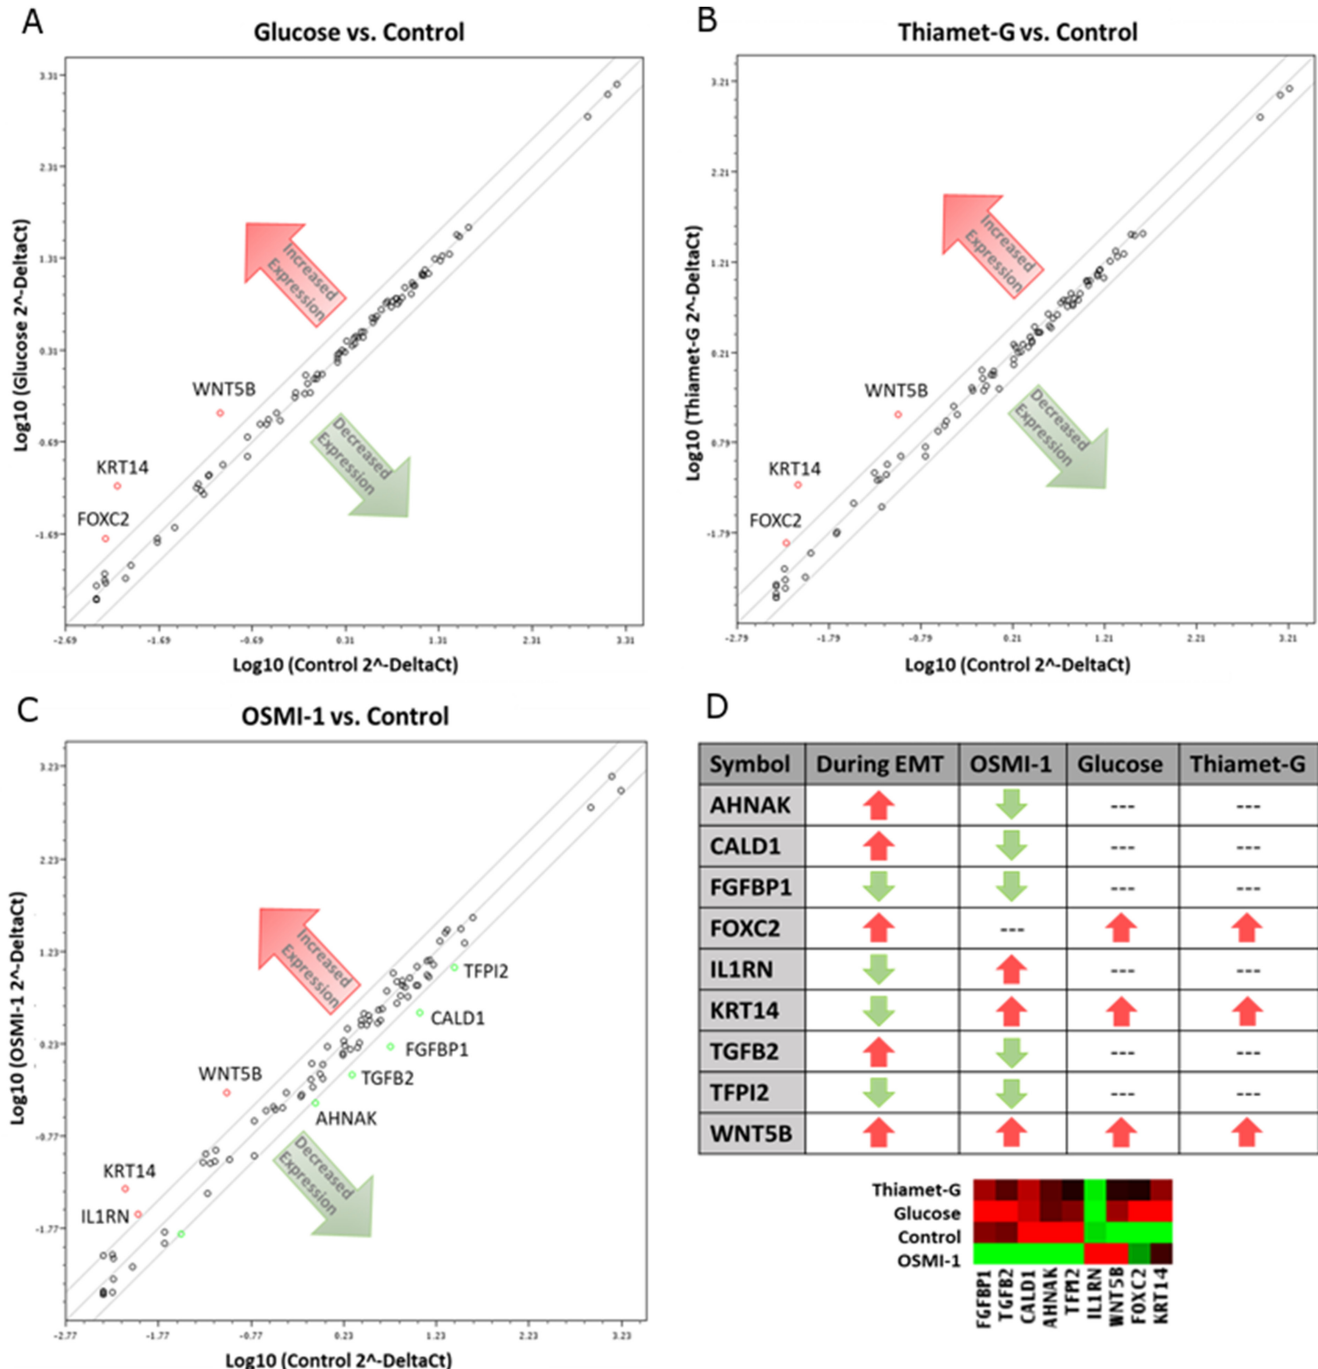 A
Glucose vs. Control
3.31
2.31
1.31
0.31
0.69
-1.69
Log10 (Glucose 2^-DeltaCt)
Increased
Expression
Decreased
Expression
WNT5B
KRT14
FOXC2
-2.69
-1.69
-0.69
0.31
1.31
2.31
3.31
Log10 (Control 2^-DeltaCt)
B
Thiamet-G vs. Control
3.21
2.21
1.21
0.21
0.79
-1.79
Log10 (Thiamet-G 2^-DeltaCt)
Increased
Expression
Decreased
Expression
WNT5B
KRT14
FOXC2
-2.79
-1.79
-0.79
0.21
1.21
2.21
3.21
Log10 (Control 2^-DeltaCt)
C
OSMI-1 vs. Control
3.23
2.23
1.23
0.23
-0.77
-1.77
Log10 (OSMI-1 2^-DeltaCt)
Increased
Expression
Decreased
Expression
TFPI2
CALD1
FGFBP1
TGFB2
AHNAK
WNT5B
KRT14
IL1RN
-2.77
-1.77
-0.77
0.23
1.23
2.23
3.23
Log10 (Control 2^-DeltaCt)
D
Symbol During EMT OSMI-1 Glucose Thiamet-G
AHNAK --- ---
CALD1 --- ---
FGFBP1 --- ---
FOXC2 ---
IL1RN --- ---
KRT14
TGFB2 --- ---
TFPI2 --- ---
WNT5B
Thiamet-G
Glucose
Control
OSMI-1
FGFBP1
TGFB2
CALD1
AHNAK
TFPI2
IL1RN
WNT5B
FOXC2
KRT14